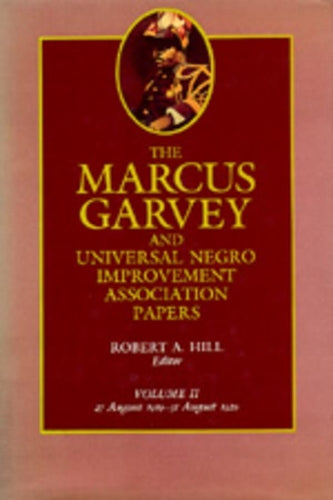 THE
MARCUS
GARVEY
AND
UNIVERSAL NEGRO
IMPROVEMENT
ASSOCIATION
PAPERS
ROBERT A. HILL
Editor
VOLUME II
27 August 1919–31 August 1920